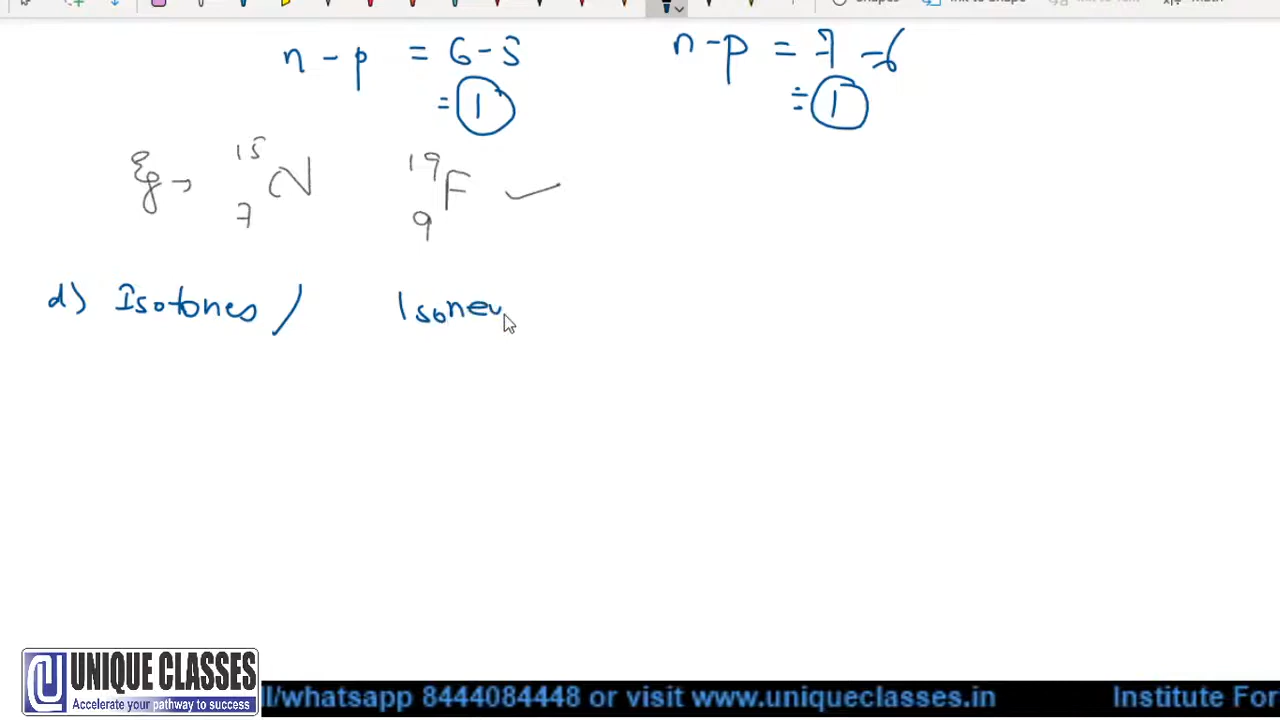 n - p = 6 - 5 n - p = 7 - 6
= 1 = 1
Eg → 15 7 N 19 9 F ✓
d) Isotones / Isoneu
UNIQUE CLASSES
Accelerate your pathway to success
ll/whatsapp 8444084448 or visit www.uniqueclasses.in Institute For